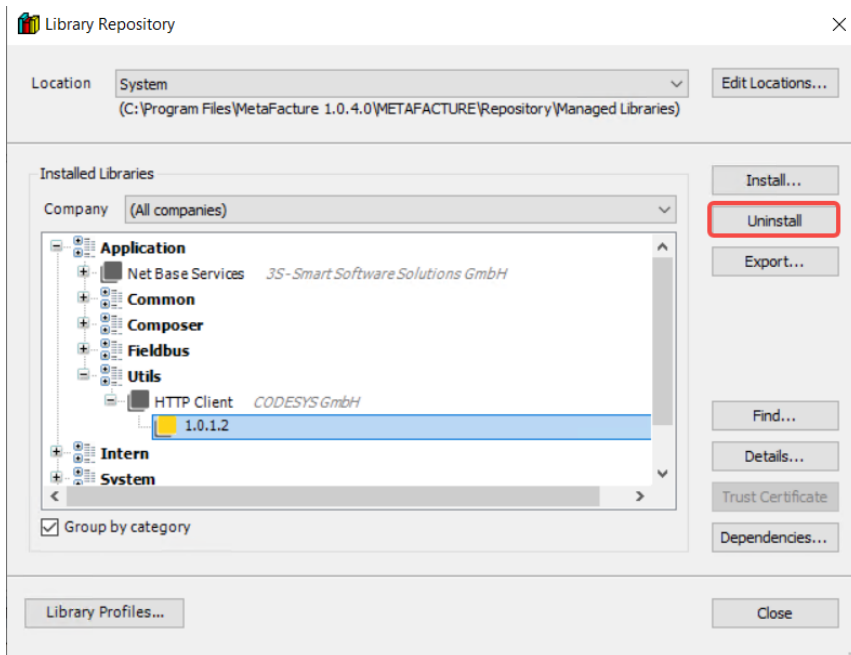 Library Repository
Location System Edit Locations...
(C:\Program Files\MetaFacture 1.0.4.0\METAFACTURE\Repository\Managed Libraries)
Installed Libraries
Install...
Company (All companies)
Uninstall
Application
Export...
Net Base Services 3S-Smart Software Solutions GmbH
Common
Composer
Fieldbus
Utils
HTTP Client CODESYS GmbH
Find...
1.0.1.2
Intern
Details...
System
Trust Certificate
Group by category
Dependencies...
Library Profiles...
Close